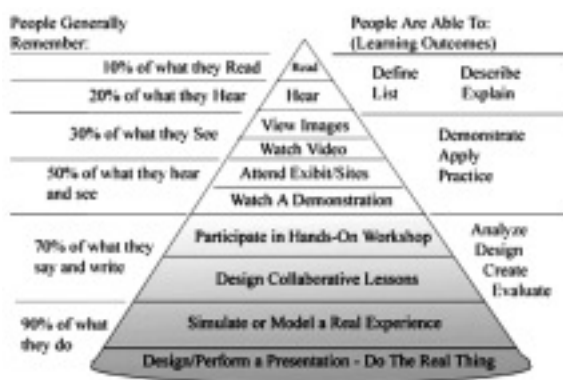 People Generally
Remember:
People Are Able To:
(Learning Outcomes)
10% of what they Read
Read
Define
Describe
List
Explain
20% of what they Hear
Hear
30% of what they See
View Images
Watch Video
Demonstrate
Apply
Practice
50% of what they hear
and see
Attend Exibit/Sites
Watch A Demonstration
70% of what they
say and write
Participate in Hands-On Workshop
Design Collaborative Lessons
Analyze
Design
Create
Evaluate
90% of what
they do
Simulate or Model a Real Experience
Design/Perform a Presentation - Do The Real Thing